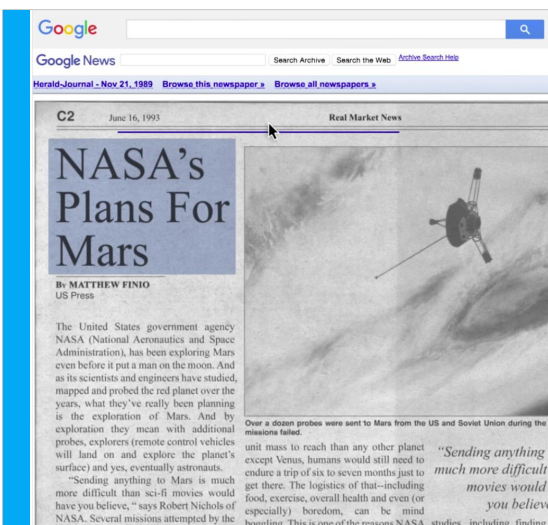 Google
Google News
Search Archive Search the Web Archive Search Help
Herald-Journal - Nov 21, 1989 Browse this newspaper » Browse all newspapers »
C2 June 16, 1993 Real Market News
NASA's
Plans For
Mars
By MATTHEW FINIO
US Press
The United States government agency
NASA (National Aeronautics and Space
Administration), has been exploring Mars
even before it put a man on the moon. And
as its scientists and engineers have studied,
mapped and probed the red planet over the
years, what they've really been planning
is the exploration of Mars. And by
exploration they mean with additional
probes, explorers (remote control vehicles
will land on and explore the planet's
surface) and yes, eventually astronauts.
"Sending anything to Mars is much
more difficult than sci-fi movies would
have you believe, “ says Robert Nichols of
NASA. Several missions attempted by the
Over a dozen probes were sent to Mars from the US and Soviet Union during the
missions failed.
unit mass to reach than any other planet
except Venus, humans would still need to
endure a trip of six to seven months just to
get there. The logistics of that--including
food, exercise, overall health and even (or
especially) boredom, can be mind
boggling. This is one of the reasons NASA
"Sending anything
much more difficult
movies would
you believ
studies, including finding